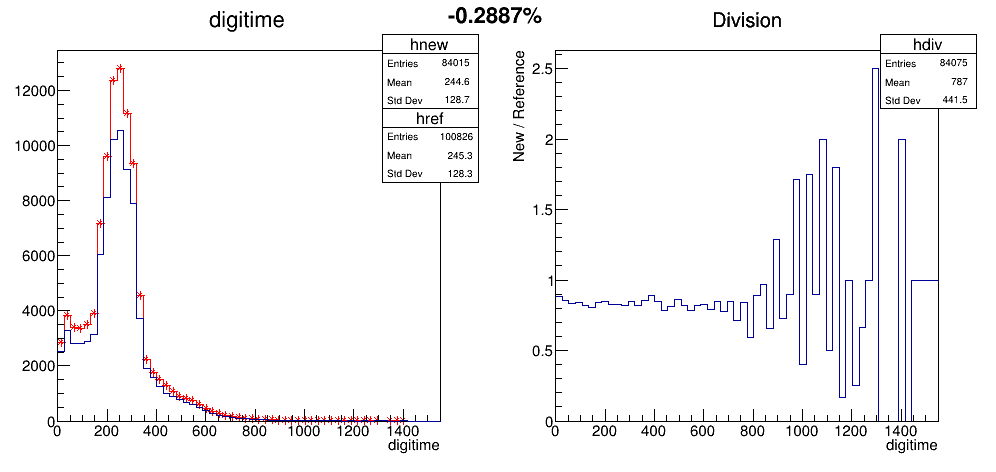 digitime
-0.2887%
Division
hnew
Entries 84015
Mean 244.6
Std Dev 128.7
href
Entries 100826
Mean 245.3
Std Dev 128.3
12000
10000
8000
6000
4000
2000
0
0 200 400 600 800 1000 1200 1400
digitime
hdiv
Entries 84075
Mean 787
Std Dev 441.5
New / Reference
2.5
2
1.5
1
0.5
0
0 200 400 600 800 1000 1200 1400
digitime